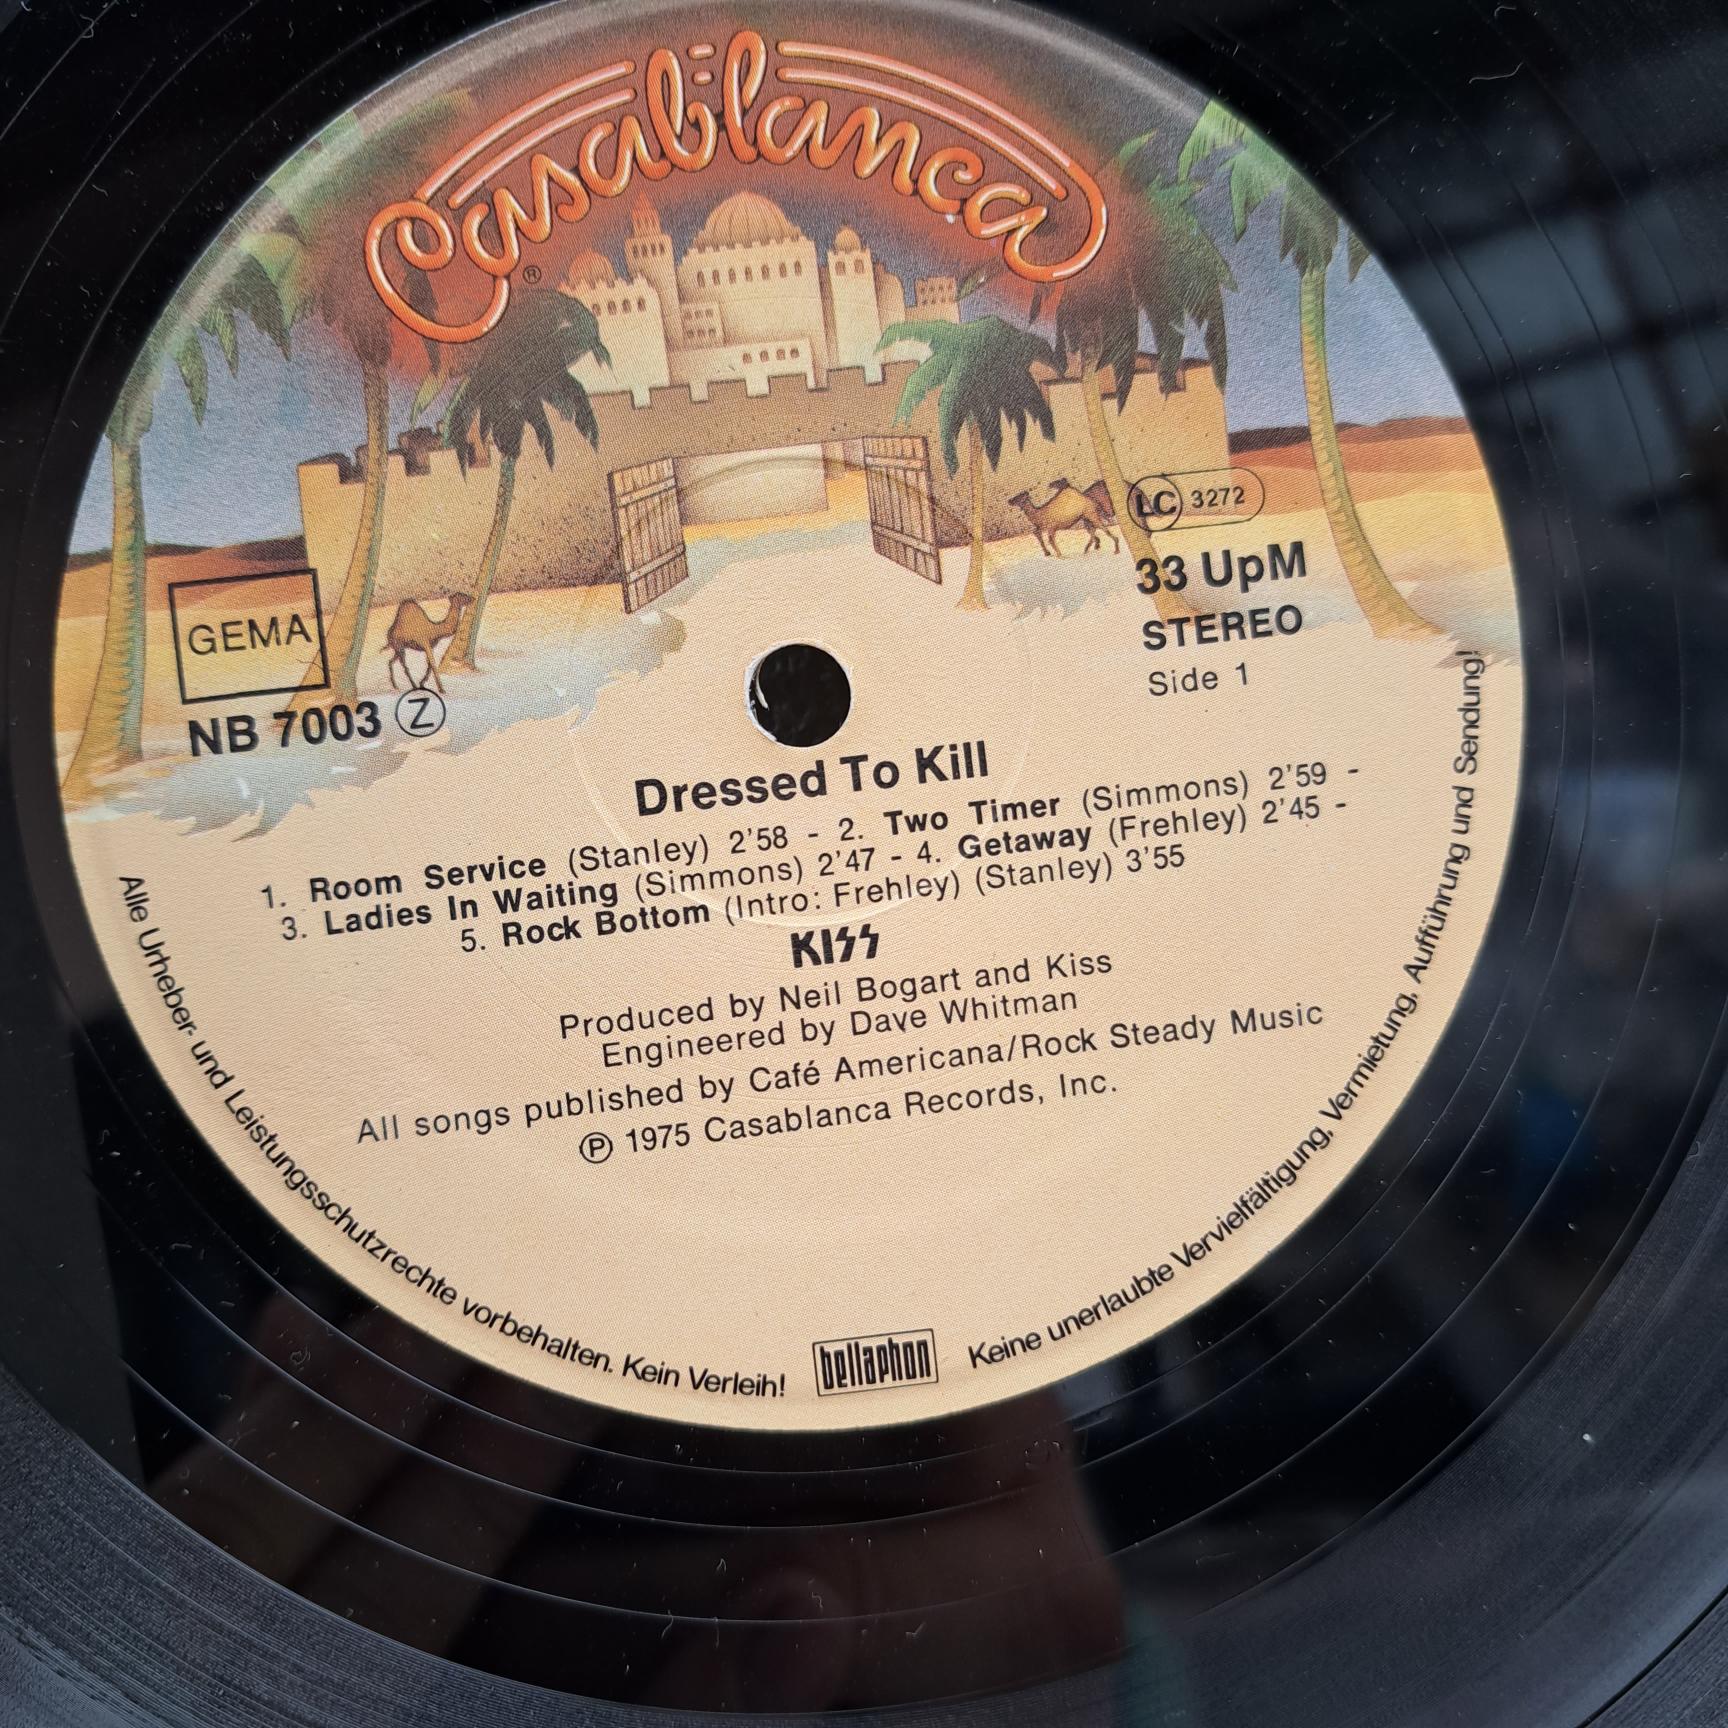 Casablanca
®
LC 3272
33 UpM
STEREO
Side 1
GEMA
NB 7003 Ⓩ
Dressed To Kill
1. Room Service (Stanley) 2'58 - 2. Two Timer (Simmons) 2'59 -
3. Ladies In Waiting (Simmons) 2'47 - 4. Getaway (Frehley) 2'45 -
5. Rock Bottom (Intro: Frehley) (Stanley) 3'55
KISS
Produced by Neil Bogart and Kiss
Engineered by Dave Whitman
All songs published by Café Americana/Rock Steady Music
℗ 1975 Casablanca Records, Inc.
Alle Urheber- und Leistungsschutzrechte vorbehalten. Kein Verleih!
bellaphon
Keine unerlaubte Vervielfältigung, Vermietung, Aufführung und Sendung!